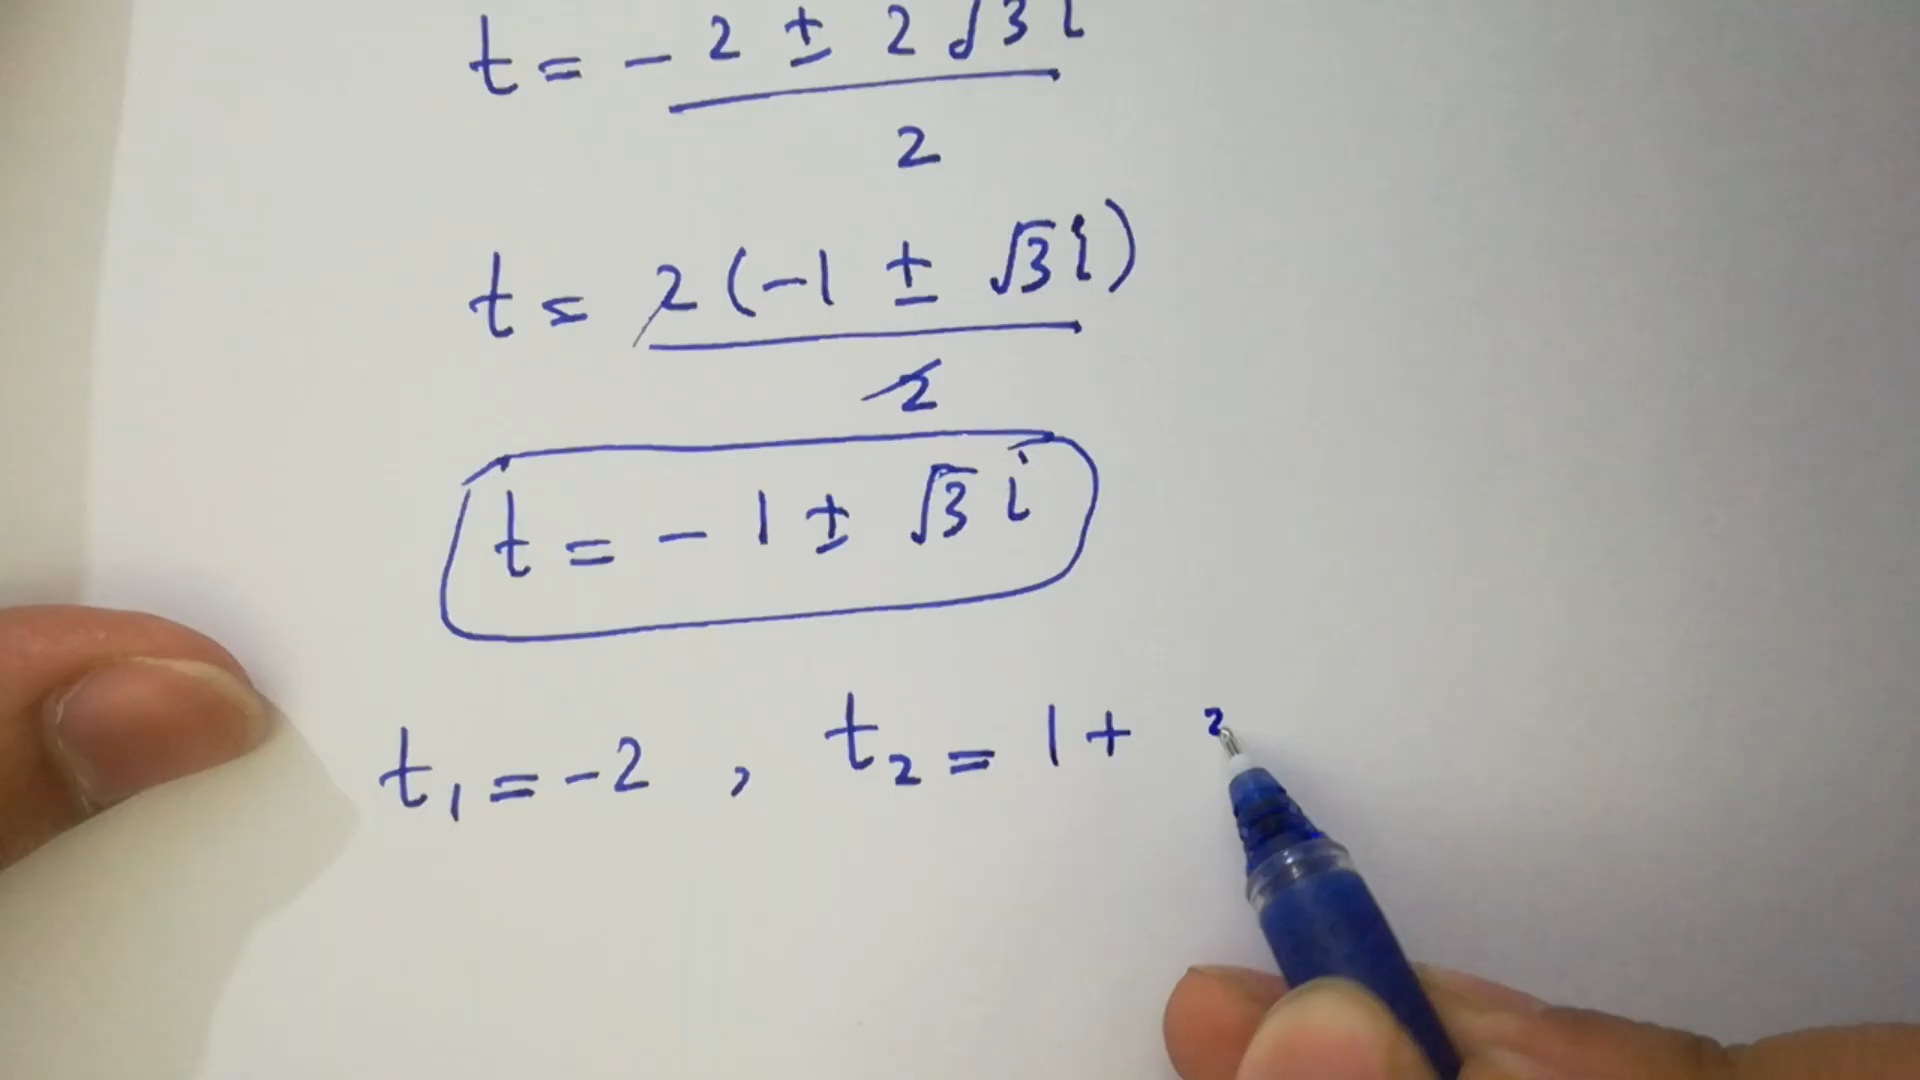 t = - 2 ± 2 √3 i
2
t = 2 ( -1 ± √3 i )
2
t = - 1 ± √3 i
t₁ = -2 , t₂ = 1 +